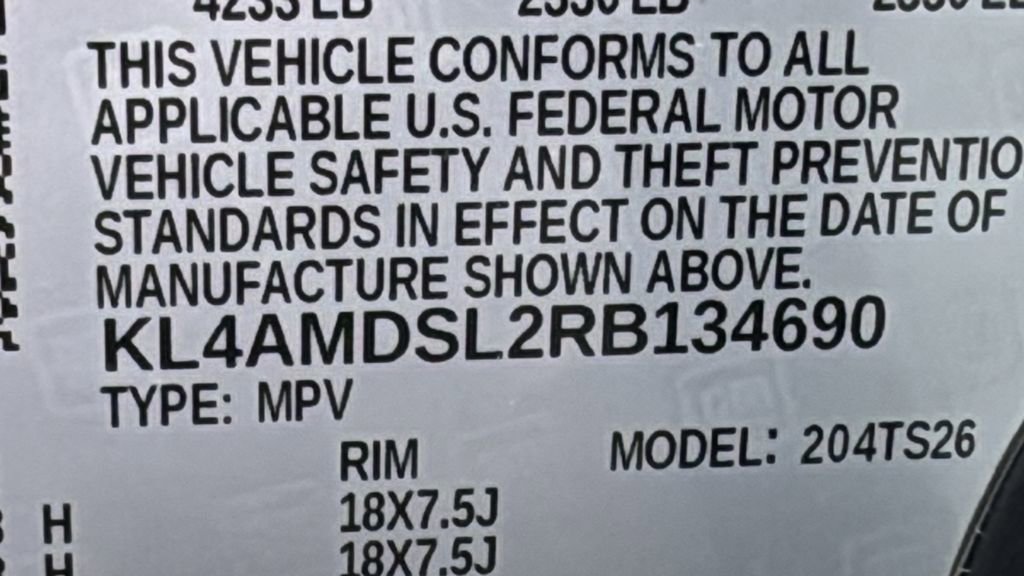 THIS VEHICLE CONFORMS TO ALL
APPLICABLE U.S. FEDERAL MOTOR
VEHICLE SAFETY AND THEFT PREVENTIO
STANDARDS IN EFFECT ON THE DATE OF
MANUFACTURE SHOWN ABOVE.
KL4AMDSL2RB134690
TYPE: MPV
RIM MODEL: 204TS26
H 18X7.5J
H 18X7.5J